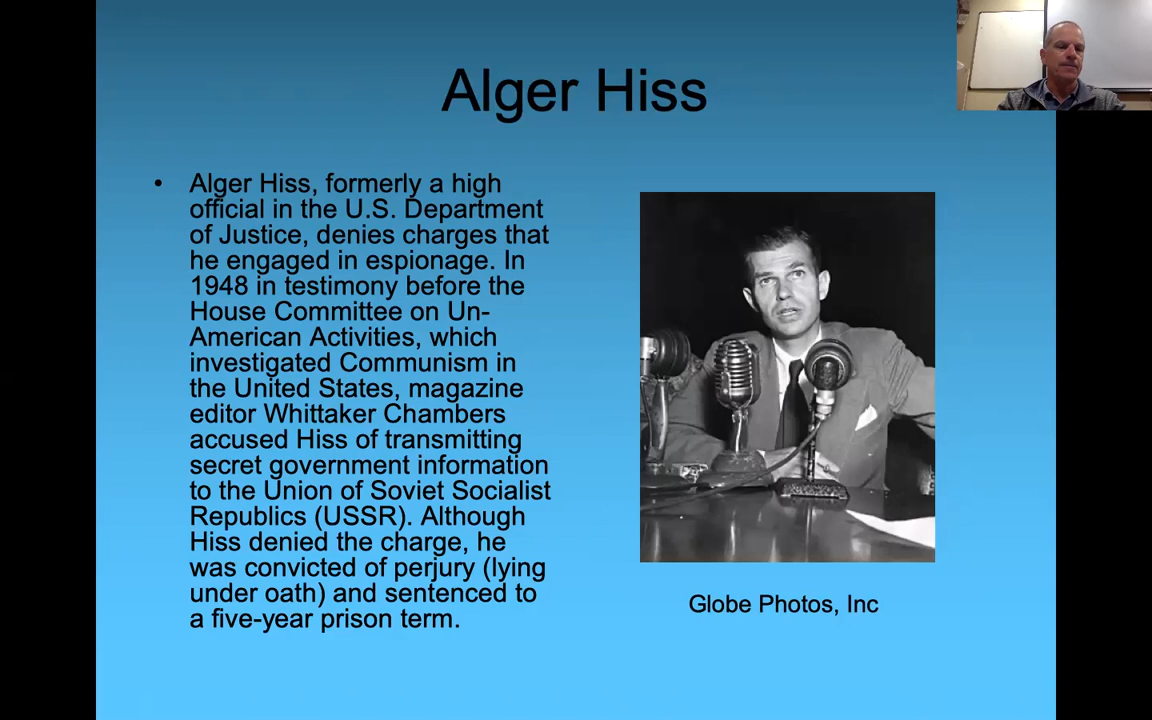 Alger Hiss
• Alger Hiss, formerly a high
official in the U.S. Department
of Justice, denies charges that
he engaged in espionage. In
1948 in testimony before the
House Committee on Un-
American Activities, which
investigated Communism in
the United States, magazine
editor Whittaker Chambers
accused Hiss of transmitting
secret government information
to the Union of Soviet Socialist
Republics (USSR). Although
Hiss denied the charge, he
was convicted of perjury (lying
under oath) and sentenced to
a five-year prison term.
Globe Photos, Inc